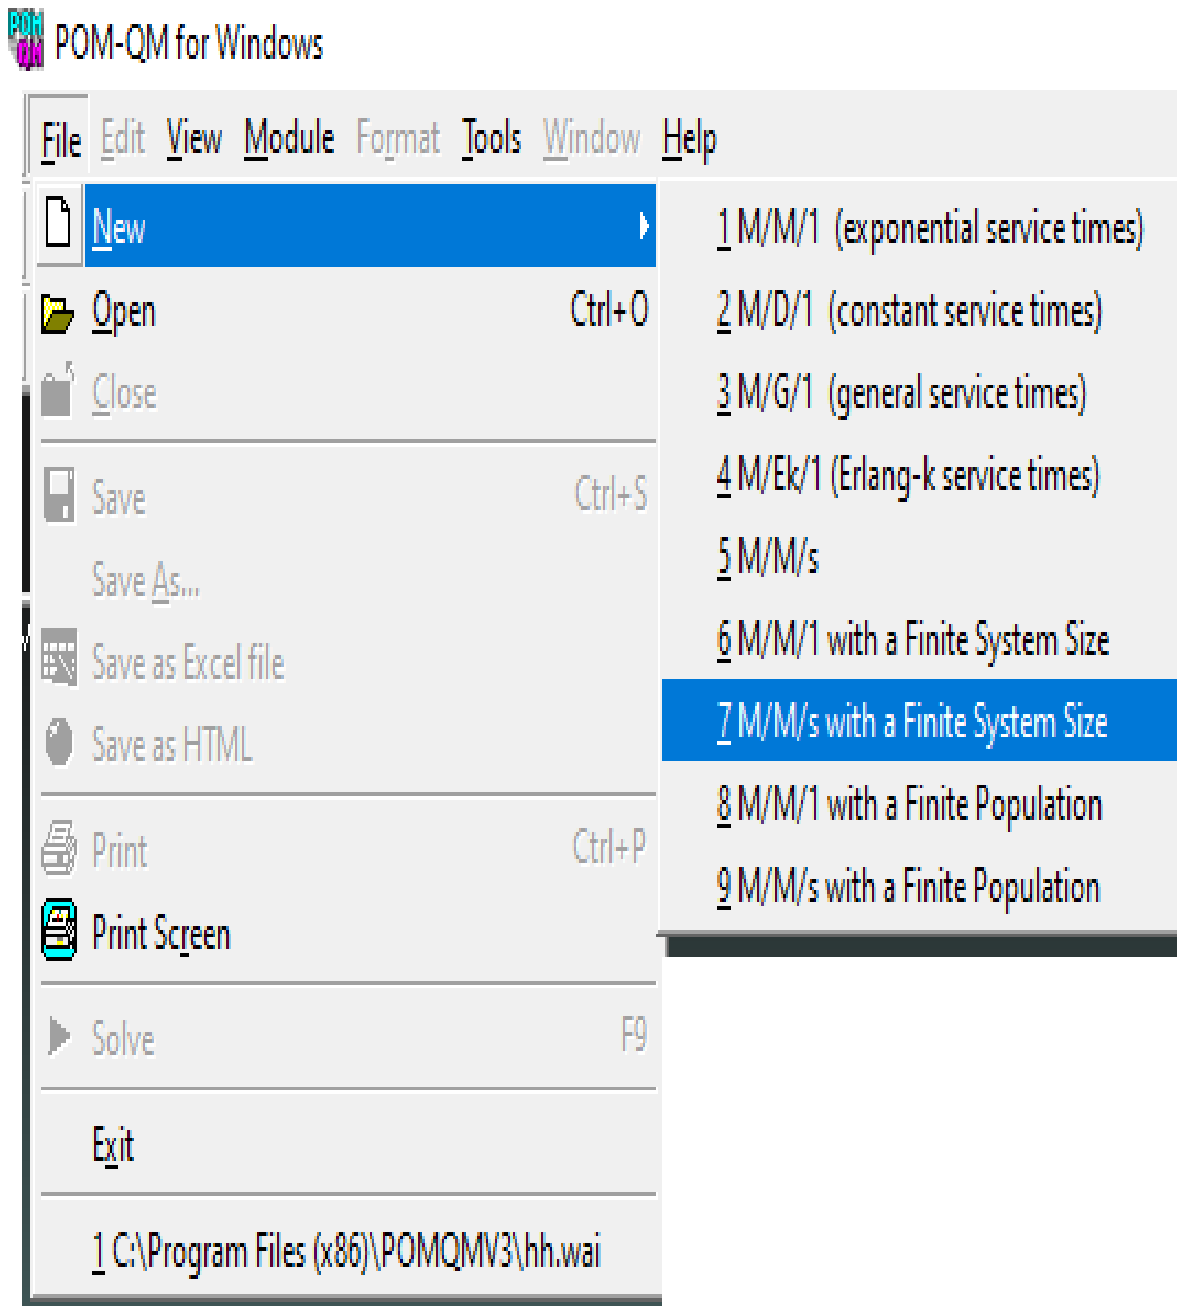 POM QM POM-QM for Windows
File Edit View Module Format Tools Window Help
New
Open Ctrl+O
Close
Save Ctrl+S
Save As...
Save as Excel file
Save as HTML
Print Ctrl+P
Print Screen
Solve F9
Exit
1 C:\Program Files (x86)\POMQMV3\hh.wai
1 M/M/1 (exponential service times)
2 M/D/1 (constant service times)
3 M/G/1 (general service times)
4 M/Ek/1 (Erlang-k service times)
5 M/M/s
6 M/M/1 with a Finite System Size
7 M/M/s with a Finite System Size
8 M/M/1 with a Finite Population
9 M/M/s with a Finite Population